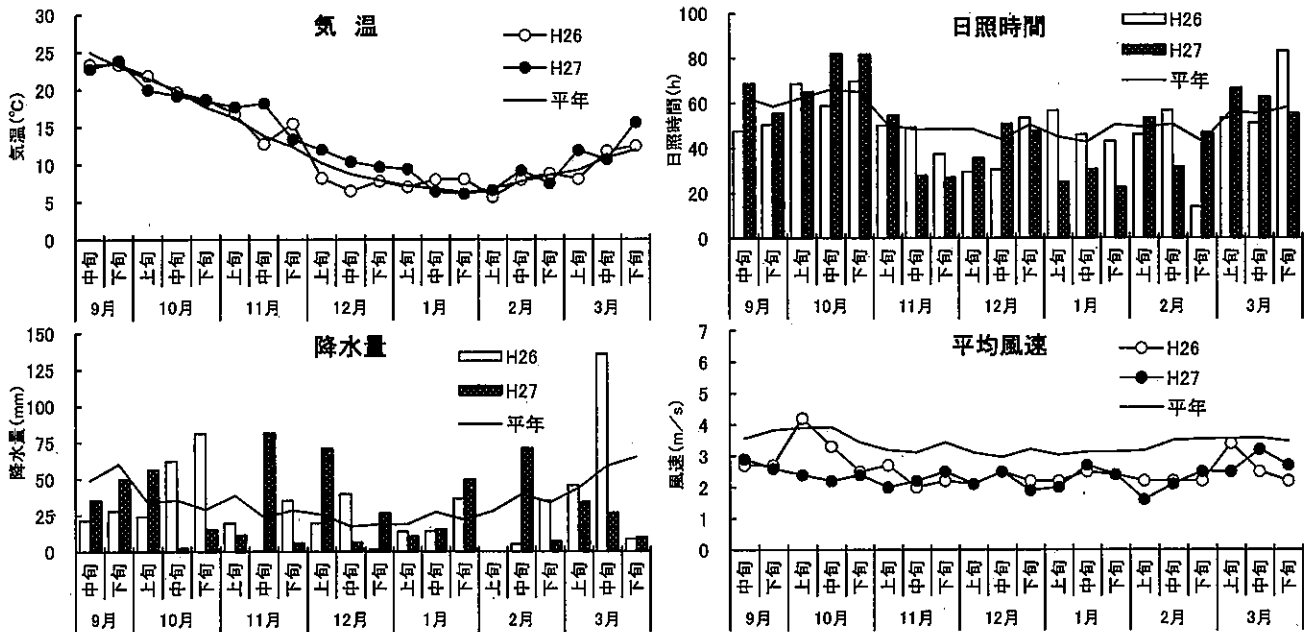 気 温
H26
H27
平年
気温(℃)
30
25
20
15
10
5
0
中旬 下旬 上旬 中旬 下旬 上旬 中旬 下旬 上旬 中旬 下旬 上旬 中旬 下旬 上旬 中旬 下旬 上旬 中旬 下旬
9月 10月 11月 12月 1月 2月 3月
日照時間
H26
H27
平年
日照時間(h)
100
80
60
40
20
0
中旬 下旬 上旬 中旬 下旬 上旬 中旬 下旬 上旬 中旬 下旬 上旬 中旬 下旬 上旬 中旬 下旬 上旬 中旬 下旬
9月 10月 11月 12月 1月 2月 3月
降水量
H26
H27
平年
降水量(mm)
150
125
100
75
50
25
0
中旬 下旬 上旬 中旬 下旬 上旬 中旬 下旬 上旬 中旬 下旬 上旬 中旬 下旬 上旬 中旬 下旬 上旬 中旬 下旬
9月 10月 11月 12月 1月 2月 3月
平均風速
H26
H27
平年
風速(m/s)
7
6
5
4
3
2
1
0
中旬 下旬 上旬 中旬 下旬 上旬 中旬 下旬 上旬 中旬 下旬 上旬 中旬 下旬 上旬 中旬 下旬 上旬 中旬 下旬
9月 10月 11月 12月 1月 2月 3月